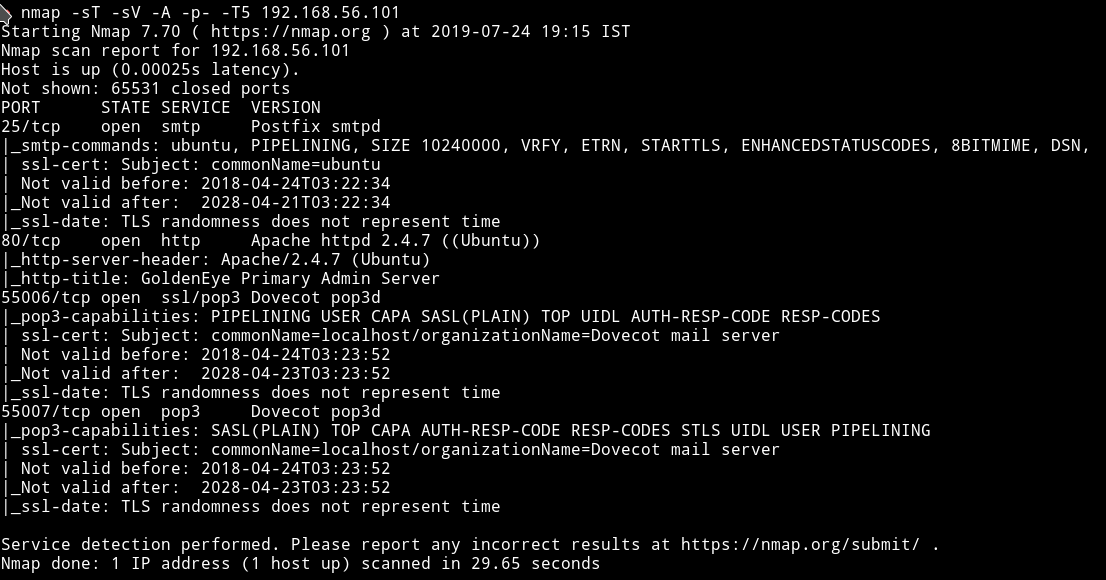 nmap -sT -sV -A -p- -T5 192.168.56.101
Starting Nmap 7.70 ( https://nmap.org ) at 2019-07-24 19:15 IST
Nmap scan report for 192.168.56.101
Host is up (0.00025s latency).
Not shown: 65531 closed ports
PORT      STATE SERVICE  VERSION
25/tcp    open  smtp     Postfix smtpd
|_smtp-commands: ubuntu, PIPELINING, SIZE 10240000, VRFY, ETRN, STARTTLS, ENHANCEDSTATUSCODES, 8BITMIME, DSN,
| ssl-cert: Subject: commonName=ubuntu
| Not valid before: 2018-04-24T03:22:34
|_Not valid after:  2028-04-21T03:22:34
|_ssl-date: TLS randomness does not represent time
80/tcp    open  http     Apache httpd 2.4.7 ((Ubuntu))
|_http-server-header: Apache/2.4.7 (Ubuntu)
|_http-title: GoldenEye Primary Admin Server
55006/tcp open  ssl/pop3 Dovecot pop3d
|_pop3-capabilities: PIPELINING USER CAPA SASL(PLAIN) TOP UIDL AUTH-RESP-CODE RESP-CODES
| ssl-cert: Subject: commonName=localhost/organizationName=Dovecot mail server
| Not valid before: 2018-04-24T03:23:52
|_Not valid after:  2028-04-23T03:23:52
|_ssl-date: TLS randomness does not represent time
55007/tcp open  pop3     Dovecot pop3d
|_pop3-capabilities: SASL(PLAIN) TOP CAPA AUTH-RESP-CODE RESP-CODES STLS UIDL USER PIPELINING
| ssl-cert: Subject: commonName=localhost/organizationName=Dovecot mail server
| Not valid before: 2018-04-24T03:23:52
|_Not valid after:  2028-04-23T03:23:52
|_ssl-date: TLS randomness does not represent time

Service detection performed. Please report any incorrect results at https://nmap.org/submit/ .
Nmap done: 1 IP address (1 host up) scanned in 29.65 seconds